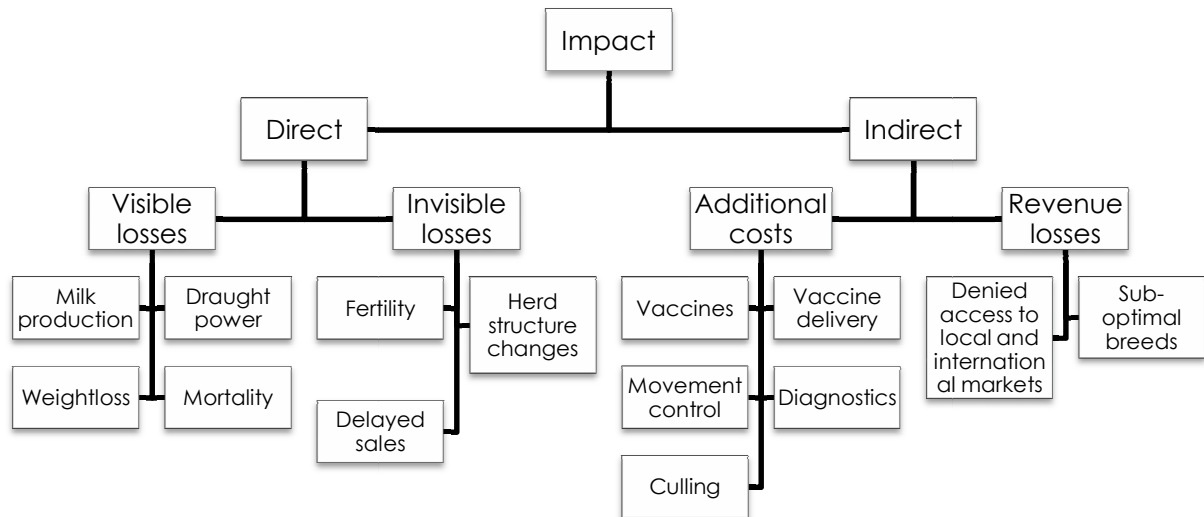 Impact
Direct
Indirect
Visible
losses
Invisible
losses
Additional
costs
Revenue
losses
Milk
production
Draught
power
Weightloss
Mortality
Fertility
Herd
structure
changes
Delayed
sales
Vaccines
Vaccine
delivery
Movement
control
Diagnostics
Culling
Denied
access to
local and
internation
al markets
Sub-
optimal
breeds